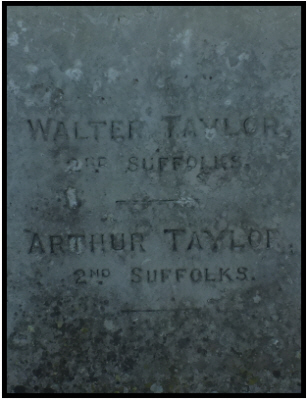 WALTER TAYLOR,
2ND SUFFOLKS.
ARTHUR TAYLOR
2ND SUFFOLKS.